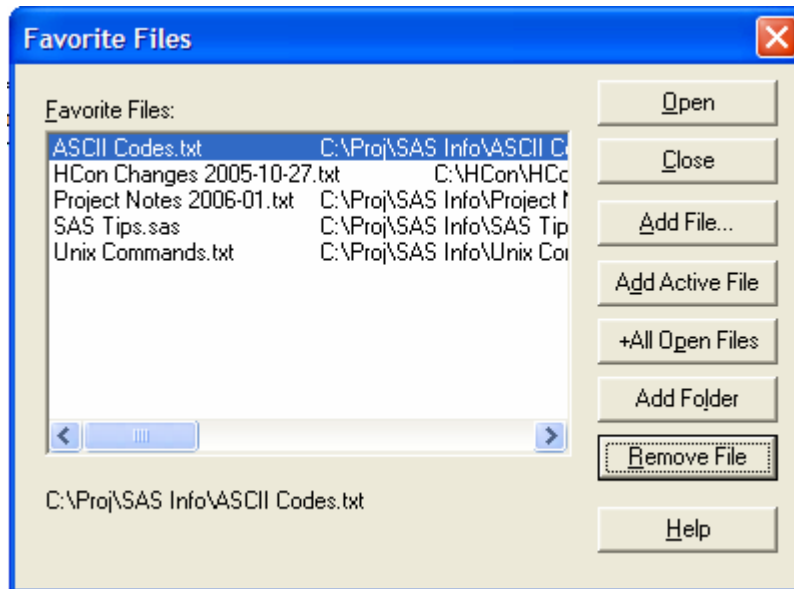 Favorite Files
Favorite Files:
ASCII Codes.txt C:\Proj\SAS Info\ASCII
HCon Changes 2005-10-27.txt C:\HCon\HCo
Project Notes 2006-01.txt C:\Proj\SAS Info\Project
SAS Tips.sas C:\Proj\SAS Info\SAS Tip
Unix Commands.txt C:\Proj\SAS Info\Unix Co
C:\Proj\SAS Info\ASCII Codes.txt
Open
Close
Add File...
Add Active File
+All Open Files
Add Folder
Remove File
Help